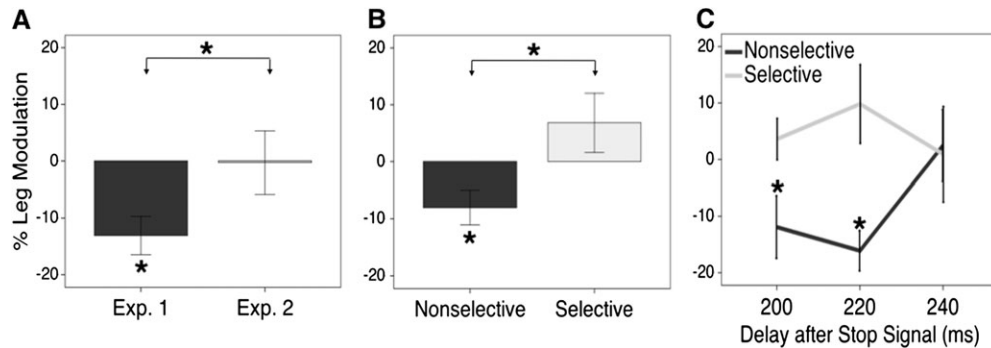 A
% Leg Modulation
20
10
0
-10
-20
*
*
Exp. 1
Exp. 2
B
20
10
0
-10
-20
*
*
Nonselective
Selective
C
20
10
0
-10
-20
Nonselective
Selective
*
*
200
220
240
Delay after Stop Signal (ms)